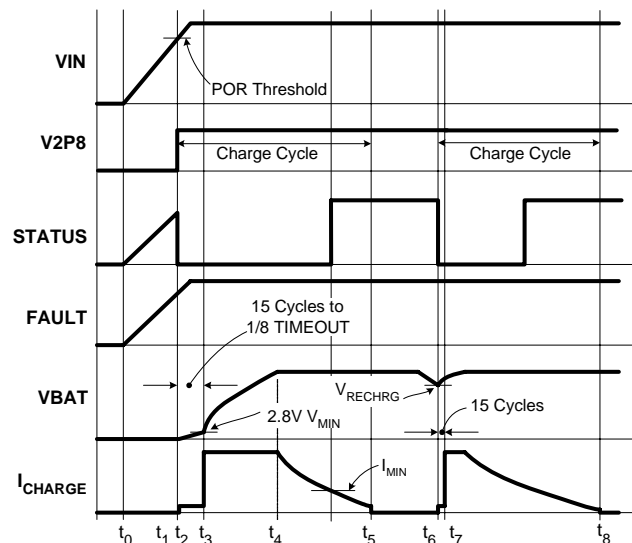 VIN
POR Threshold
V2P8
Charge Cycle
Charge Cycle
STATUS
FAULT
15 Cycles to
1/8 TIMEOUT
VBAT
VRECHRG
2.8V VMIN
15 Cycles
ICHARGE
IMIN
t0 t1 t2 t3 t4 t5 t6 t7 t8